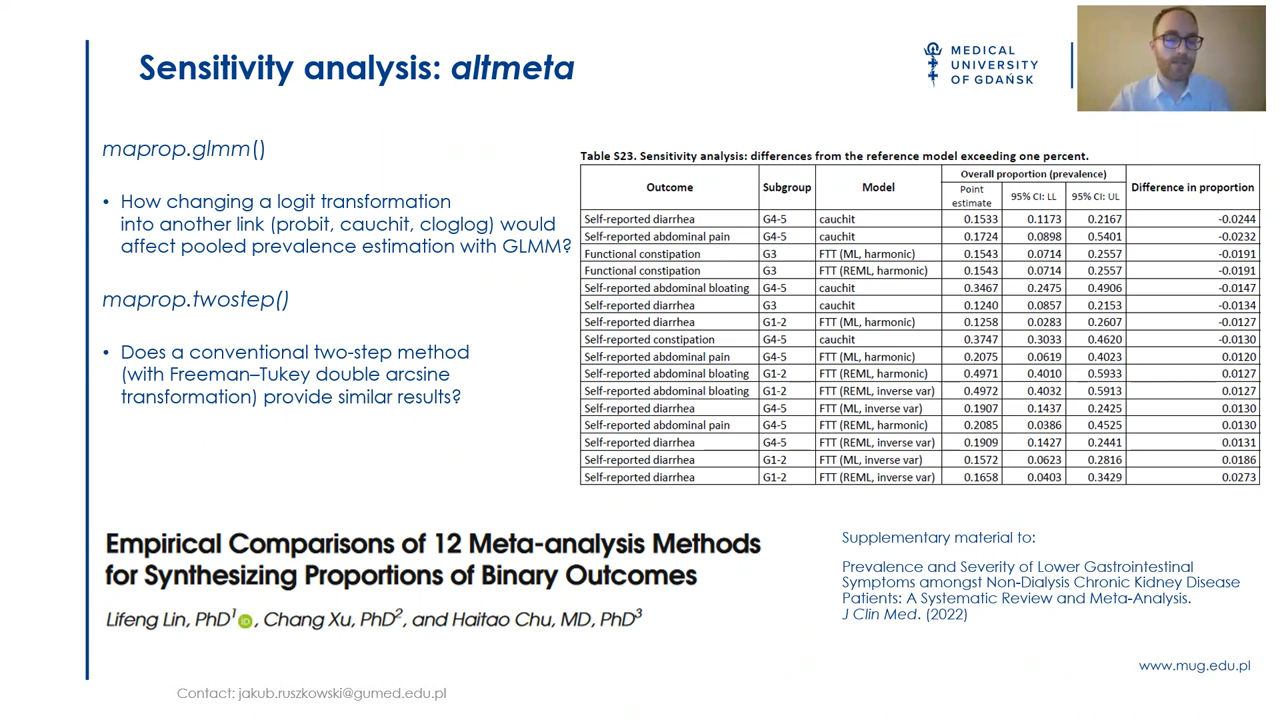 Sensitivity analysis: altmeta
MEDICAL
UNIVERSITY
OF GDAŃSK
maprop.glmm()
• How changing a logit transformation
into another link (probit, cauchit, cloglog) would
affect pooled prevalence estimation with GLMM?
maprop.twostep()
• Does a conventional two-step method
(with Freeman–Tukey double arcsine
transformation) provide similar results?
Table S23. Sensitivity analysis: differences from the reference model exceeding one percent.
Outcome Subgroup Model Overall proportion (prevalence) Difference in proportion
Point estimate 95% CI: LL 95% CI: UL
Self-reported diarrhea G4-5 cauchit 0.1533 0.1173 0.2167 -0.0244
Self-reported abdominal pain G4-5 cauchit 0.1724 0.0898 0.5401 -0.0232
Functional constipation G3 FTT (ML, harmonic) 0.1543 0.0714 0.2557 -0.0191
Functional constipation G3 FTT (REML, harmonic) 0.1543 0.0714 0.2557 -0.0191
Self-reported abdominal bloating G4-5 cauchit 0.3467 0.2475 0.4906 -0.0147
Self-reported diarrhea G3 cauchit 0.1240 0.0857 0.2153 -0.0134
Self-reported diarrhea G1-2 FTT (ML, harmonic) 0.1258 0.0283 0.2607 -0.0127
Self-reported constipation G4-5 cauchit 0.3747 0.3033 0.4620 -0.0130
Self-reported abdominal pain G4-5 FTT (ML, harmonic) 0.2075 0.0619 0.4023 0.0120
Self-reported abdominal bloating G1-2 FTT (REML, harmonic) 0.4971 0.4010 0.5933 0.0127
Self-reported abdominal bloating G1-2 FTT (REML, inverse var) 0.4972 0.4032 0.5913 0.0127
Self-reported diarrhea G4-5 FTT (ML, inverse var) 0.1907 0.1437 0.2425 0.0130
Self-reported abdominal pain G4-5 FTT (REML, harmonic) 0.2085 0.0386 0.4525 0.0130
Self-reported diarrhea G4-5 FTT (REML, inverse var) 0.1909 0.1427 0.2441 0.0131
Self-reported diarrhea G1-2 FTT (ML, inverse var) 0.1572 0.0623 0.2816 0.0186
Self-reported diarrhea G1-2 FTT (REML, inverse var) 0.1658 0.0403 0.3429 0.0273
Empirical Comparisons of 12 Meta-analysis Methods
for Synthesizing Proportions of Binary Outcomes
Lifeng Lin, PhD1 iD, Chang Xu, PhD2, and Haitao Chu, MD, PhD3
Supplementary material to:
Prevalence and Severity of Lower Gastrointestinal
Symptoms amongst Non-Dialysis Chronic Kidney Disease
Patients: A Systematic Review and Meta-Analysis.
J Clin Med. (2022)
www.mug.edu.pl
Contact: jakub.ruszkowski@gumed.edu.pl